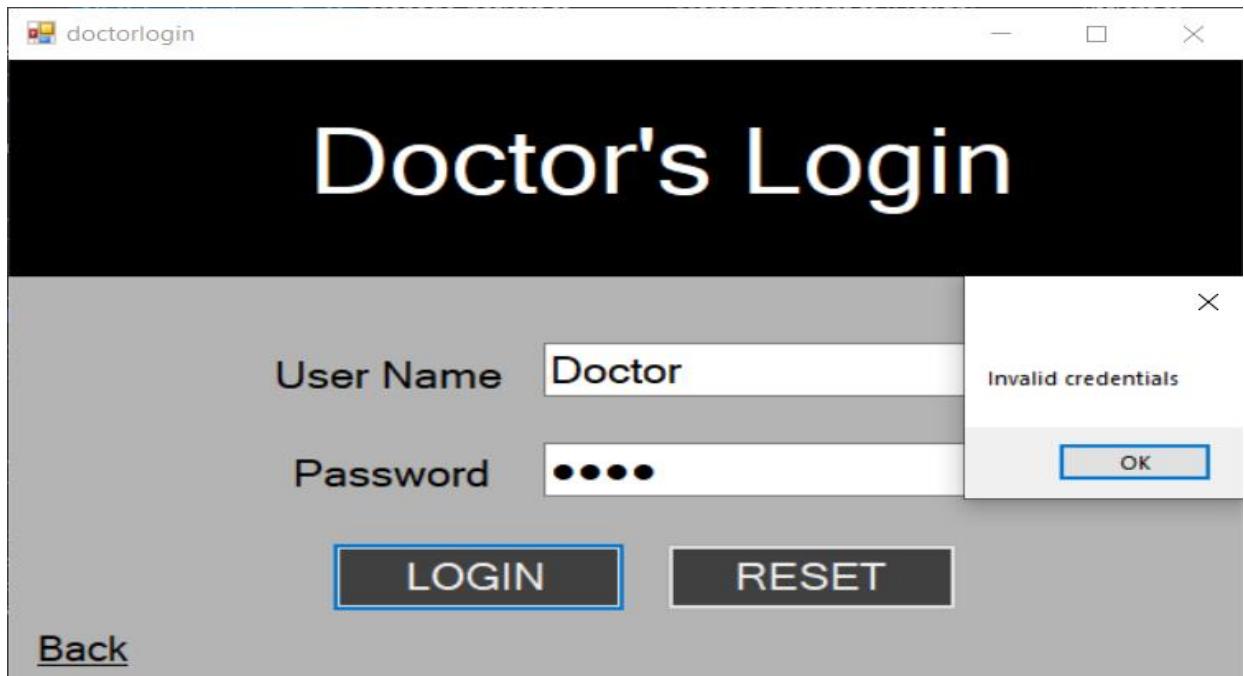 doctorlogin
Doctor's Login
User Name
Doctor
Invalid credentials
Password
••••
OK
LOGIN
RESET
Back